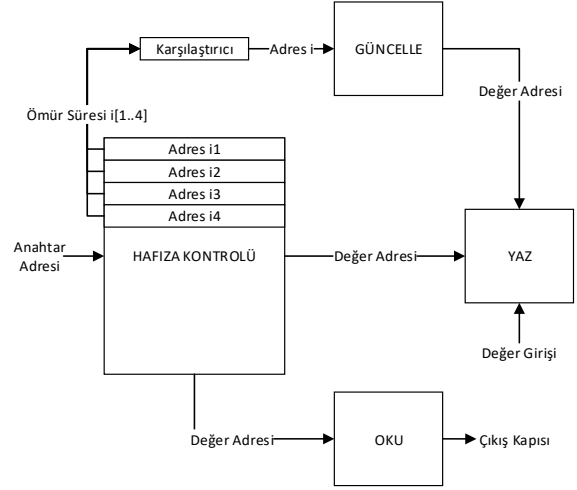 Karşılaştırıcı
Adres i
GÜNCELLE
Değer Adresi
Ömür Süresi i[1..4]
Adres i1
Adres i2
Adres i3
Adres i4
Anahtar
Adresi
HAFIZA KONTROLÜ
Değer Adresi
YAZ
Değer Girişi
Değer Adresi
OKU
Çıkış Kapısı